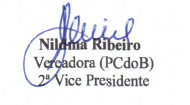 Nildma Ribeiro
Vereadora (PCdoB)
2ª Vice Presidente